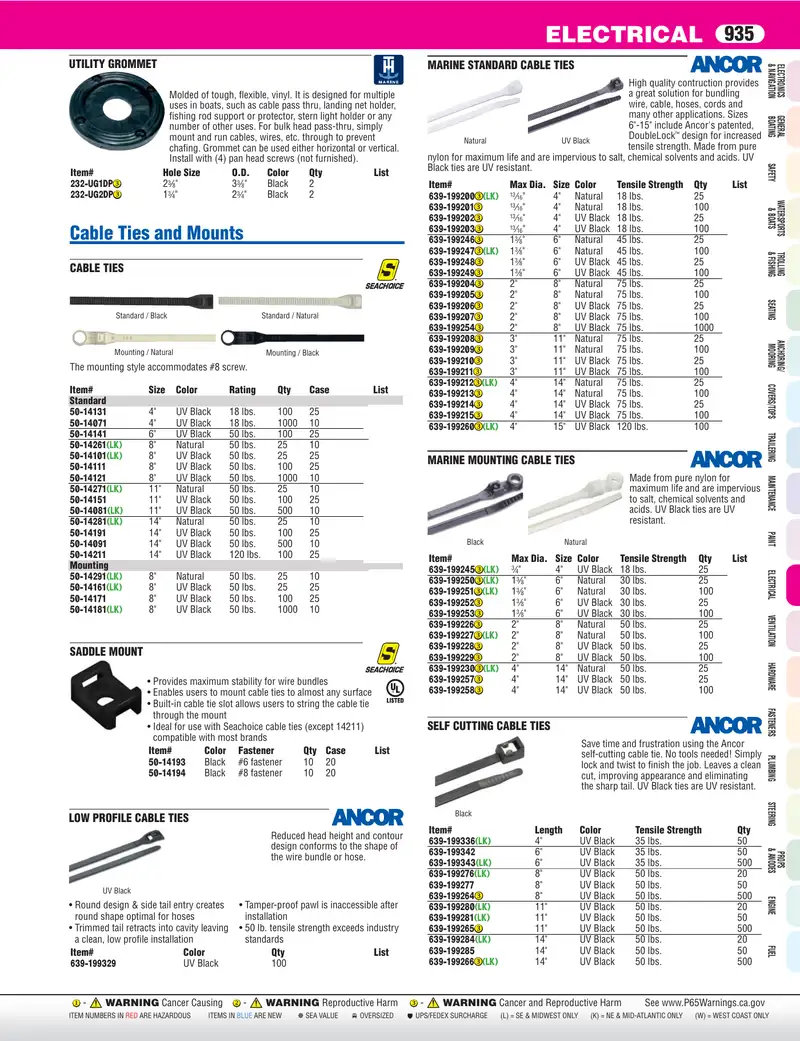 ELECTRICAL 935
UTILITY GROMMET
MARINE
Molded of tough, flexible, vinyl. It is designed for multiple
uses in boats, such as cable pass thru, landing net holder,
fishing rod support or protector, stern light holder or any
number of other uses. For bulk head pass-thru, simply
mount and run cables, wires, etc. through to prevent
chafing. Grommet can be used either horizontal or vertical.
Install with (4) pan head screws (not furnished).
Item# Hole Size O.D. Color Qty List
232-UG1DP③ 2⅜" 3½" Black 2
232-UG2DP③ 1¾" 2¾" Black 2
Cable Ties and Mounts
CABLE TIES
SEACHOICE
Standard / Black Standard / Natural
Mounting / Natural Mounting / Black
The mounting style accommodates #8 screw.
Item# Size Color Rating Qty Case List
Standard
50-14131 4" UV Black 18 lbs. 100 25
50-14071 4" UV Black 18 lbs. 1000 10
50-14141 6" UV Black 50 lbs. 100 25
50-14261(LK) 8" Natural 50 lbs. 25 10
50-14101(LK) 8" UV Black 50 lbs. 25 25
50-14111 8" UV Black 50 lbs. 100 25
50-14121 8" UV Black 50 lbs. 1000 10
50-14271(LK) 11" Natural 50 lbs. 25 10
50-14151 11" UV Black 50 lbs. 100 25
50-14081(LK) 11" UV Black 50 lbs. 500 10
50-14281(LK) 14" Natural 50 lbs. 25 10
50-14191 14" UV Black 50 lbs. 100 25
50-14091 14" UV Black 50 lbs. 500 10
50-14211 14" UV Black 120 lbs. 100 25
Mounting
50-14291(LK) 8" Natural 50 lbs. 25 10
50-14161(LK) 8" UV Black 50 lbs. 25 25
50-14171 8" UV Black 50 lbs. 100 25
50-14181(LK) 8" UV Black 50 lbs. 1000 10
SADDLE MOUNT
SEACHOICE
UL LISTED
• Provides maximum stability for wire bundles
• Enables users to mount cable ties to almost any surface
• Built-in cable tie slot allows users to string the cable tie
through the mount
• Ideal for use with Seachoice cable ties (except 14211)
compatible with most brands
Item# Color Fastener Qty Case List
50-14193 Black #6 fastener 10 20
50-14194 Black #8 fastener 10 20
LOW PROFILE CABLE TIES
ANCOR
Reduced head height and contour
design conforms to the shape of
the wire bundle or hose.
UV Black
• Round design & side tail entry creates
round shape optimal for hoses
• Trimmed tail retracts into cavity leaving
a clean, low profile installation
• Tamper-proof pawl is inaccessible after
installation
• 50 lb. tensile strength exceeds industry
standards
Item# Color Qty List
639-199329 UV Black 100
MARINE STANDARD CABLE TIES
ANCOR
Natural UV Black
High quality contruction provides
a great solution for bundling
wire, cable, hoses, cords and
many other applications. Sizes
6"-15" include Ancor's patented,
DoubleLock™ design for increased
tensile strength. Made from pure
nylon for maximum life and are impervious to salt, chemical solvents and acids. UV
Black ties are UV resistant.
Item# Max Dia. Size Color Tensile Strength Qty List
639-199200③(LK) 13/16" 4" Natural 18 lbs. 25
639-199201③ 13/16" 4" Natural 18 lbs. 100
639-199202③ 13/16" 4" UV Black 18 lbs. 25
639-199203③ 13/16" 4" UV Black 18 lbs. 100
639-199246③ 1⅜" 6" Natural 45 lbs. 25
639-199247③(LK) 1⅜" 6" Natural 45 lbs. 100
639-199248③ 1⅜" 6" UV Black 45 lbs. 25
639-199249③ 1⅜" 6" UV Black 45 lbs. 100
639-199204③ 2" 8" Natural 75 lbs. 25
639-199205③ 2" 8" Natural 75 lbs. 100
639-199206③ 2" 8" UV Black 75 lbs. 25
639-199207③ 2" 8" UV Black 75 lbs. 100
639-199254③ 2" 8" UV Black 75 lbs. 1000
639-199208③ 3" 11" Natural 75 lbs. 25
639-199209③ 3" 11" Natural 75 lbs. 100
639-199210③ 3" 11" UV Black 75 lbs. 25
639-199211③ 3" 11" UV Black 75 lbs. 100
639-199212③(LK) 4" 14" Natural 75 lbs. 25
639-199213③ 4" 14" Natural 75 lbs. 100
639-199214③ 4" 14" UV Black 75 lbs. 25
639-199215③ 4" 14" UV Black 75 lbs. 100
639-199260③(LK) 4" 15" UV Black 120 lbs. 100
MARINE MOUNTING CABLE TIES
ANCOR
Black Natural
Made from pure nylon for
maximum life and are impervious
to salt, chemical solvents and
acids. UV Black ties are UV
resistant.
Item# Max Dia. Size Color Tensile Strength Qty List
639-199245③(LK) ¾" 4" UV Black 18 lbs. 25
639-199250③(LK) 1⅜" 6" Natural 30 lbs. 25
639-199251③(LK) 1⅜" 6" Natural 30 lbs. 100
639-199252③ 1⅜" 6" UV Black 30 lbs. 25
639-199253③ 1⅜" 6" UV Black 30 lbs. 100
639-199226③ 2" 8" Natural 50 lbs. 25
639-199227③(LK) 2" 8" Natural 50 lbs. 100
639-199228③ 2" 8" UV Black 50 lbs. 25
639-199229③ 2" 8" UV Black 50 lbs. 100
639-199230③(LK) 4" 14" Natural 50 lbs. 25
639-199257③ 4" 14" UV Black 50 lbs. 25
639-199258③ 4" 14" UV Black 50 lbs. 100
SELF CUTTING CABLE TIES
ANCOR
Black
Save time and frustration using the Ancor
self-cutting cable tie. No tools needed! Simply
lock and twist to finish the job. Leaves a clean
cut, improving appearance and eliminating
the sharp tail. UV Black ties are UV resistant.
Item# Length Color Tensile Strength Qty
639-199336(LK) 4" UV Black 35 lbs. 50
639-199342 6" UV Black 35 lbs. 50
639-199343(LK) 6" UV Black 35 lbs. 500
639-199276(LK) 8" UV Black 50 lbs. 20
639-199277 8" UV Black 50 lbs. 50
639-199264③ 8" UV Black 50 lbs. 500
639-199280(LK) 11" UV Black 50 lbs. 20
639-199281(LK) 11" UV Black 50 lbs. 50
639-199265③ 11" UV Black 50 lbs. 500
639-199284(LK) 14" UV Black 50 lbs. 20
639-199285 14" UV Black 50 lbs. 50
639-199266③(LK) 14" UV Black 50 lbs. 500
ELECTRONICS
& NAVIGATION
GENERAL
BOATING
SAFETY
WATERSPORTS
& BOATS
TROLLING
& FISHING
SEATING
ANCHORING/
MOORING
COVERS/TOPS
TRAILERING
MAINTENANCE
PAINT
ELECTRICAL
VENTILATION
HARDWARE
FASTENERS
PLUMBING
STEERING
PROPS
& ANODES
ENGINE
FUEL
① - ⚠ WARNING Cancer Causing ② - ⚠ WARNING Reproductive Harm ③ - ⚠ WARNING Cancer and Reproductive Harm See www.P65Warnings.ca.gov
ITEM NUMBERS IN RED ARE HAZARDOUS ITEMS IN BLUE ARE NEW SEA VALUE OVERSIZED UPS/FEDEX SURCHARGE (L) = SE & MIDWEST ONLY (K) = NE & MID-ATLANTIC ONLY (W) = WEST COAST ONLY